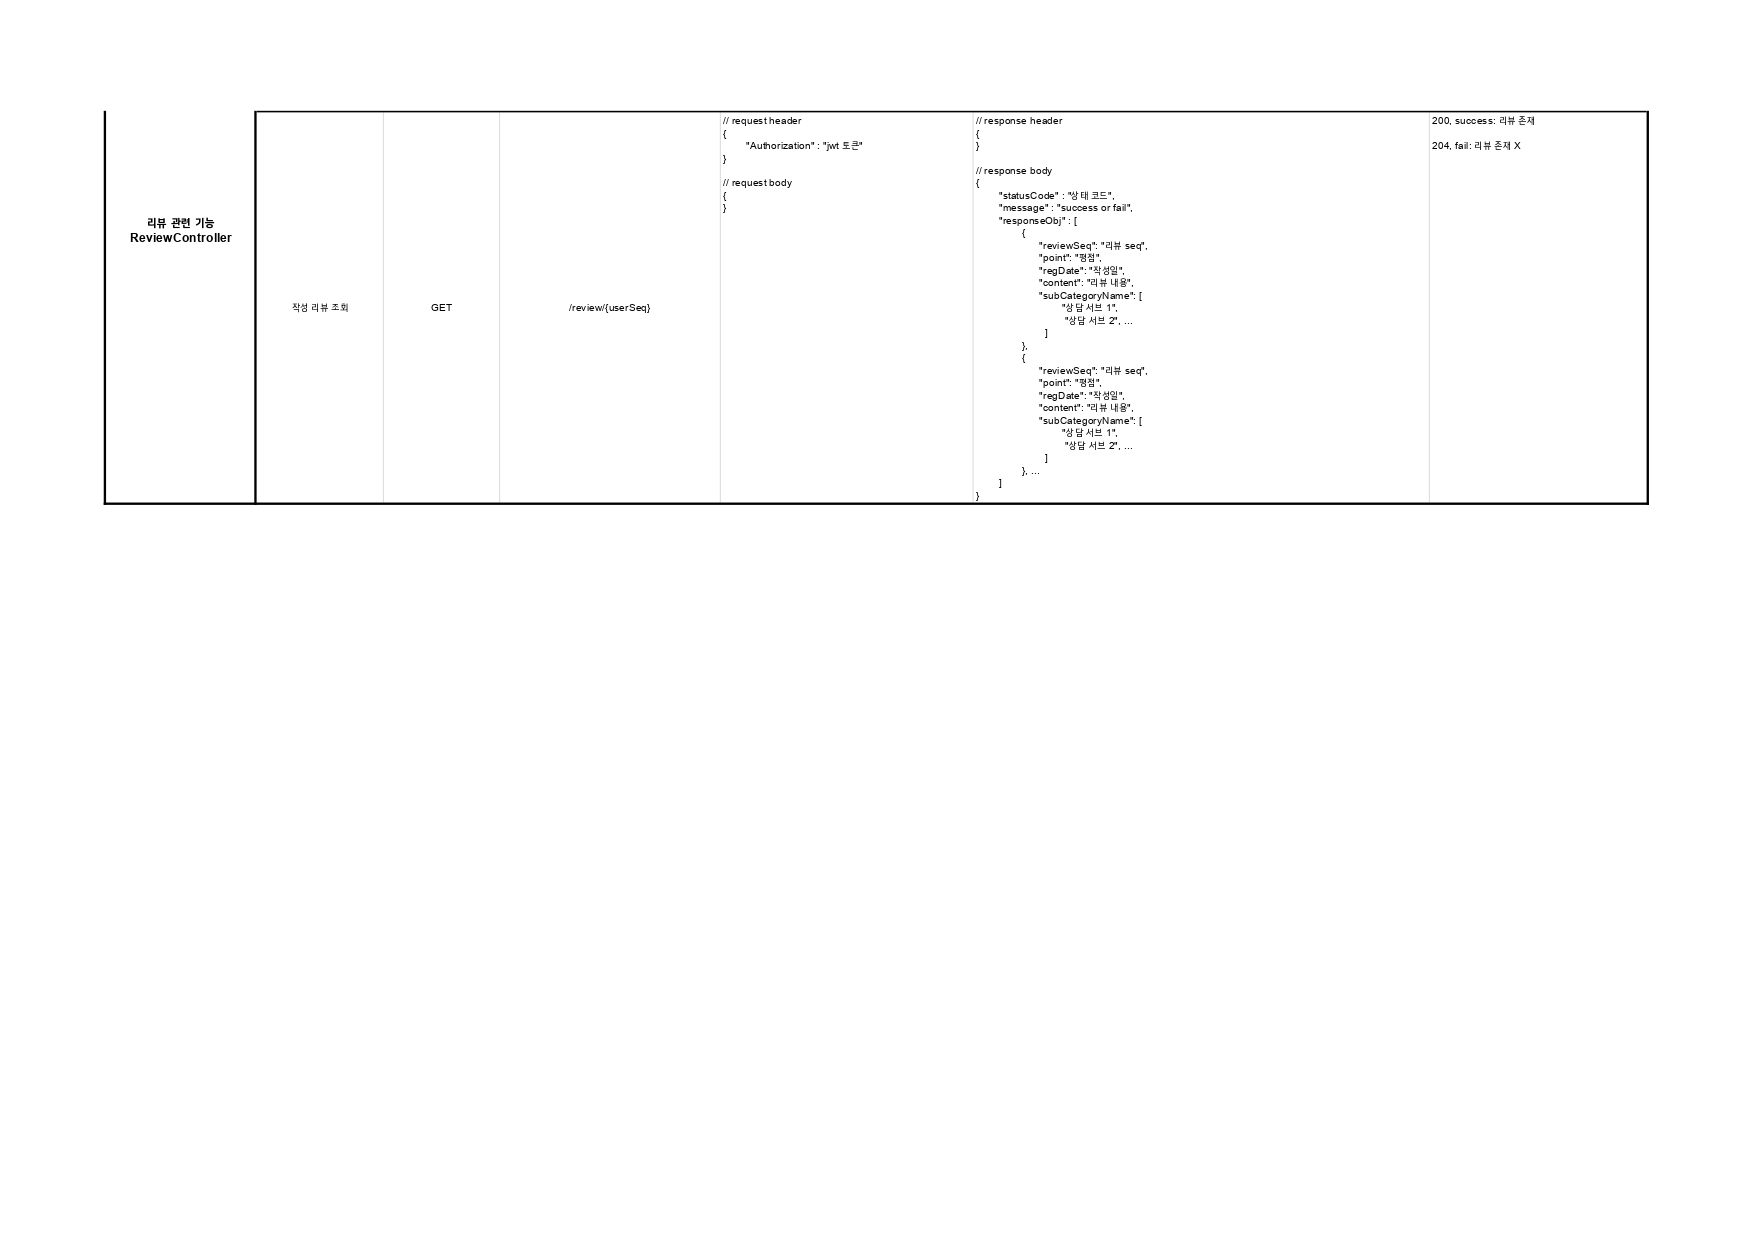 리뷰 관련 기능
ReviewController
작성 리뷰 조회
GET
/review/{userSeq}
// request header
{
"Authorization" : "jwt 토큰"
}
// request body
{
}
// response header
{
}
// response body
{
"statusCode" : "상태 코드",
"message" : "success or fail",
"responseObj" : [
{
"reviewSeq": "리뷰 seq",
"point": "평점",
"regDate": "작성일",
"content": "리뷰 내용",
"subCategoryName": [
"상담 서브 1",
"상담 서브 2", ...
]
},
{
"reviewSeq": "리뷰 seq",
"point": "평점",
"regDate": "작성일",
"content": "리뷰 내용",
"subCategoryName": [
"상담 서브 1",
"상담 서브 2", ...
]
}, ...
]
}
200, success: 리뷰 존재
204, fail: 리뷰 존재 X